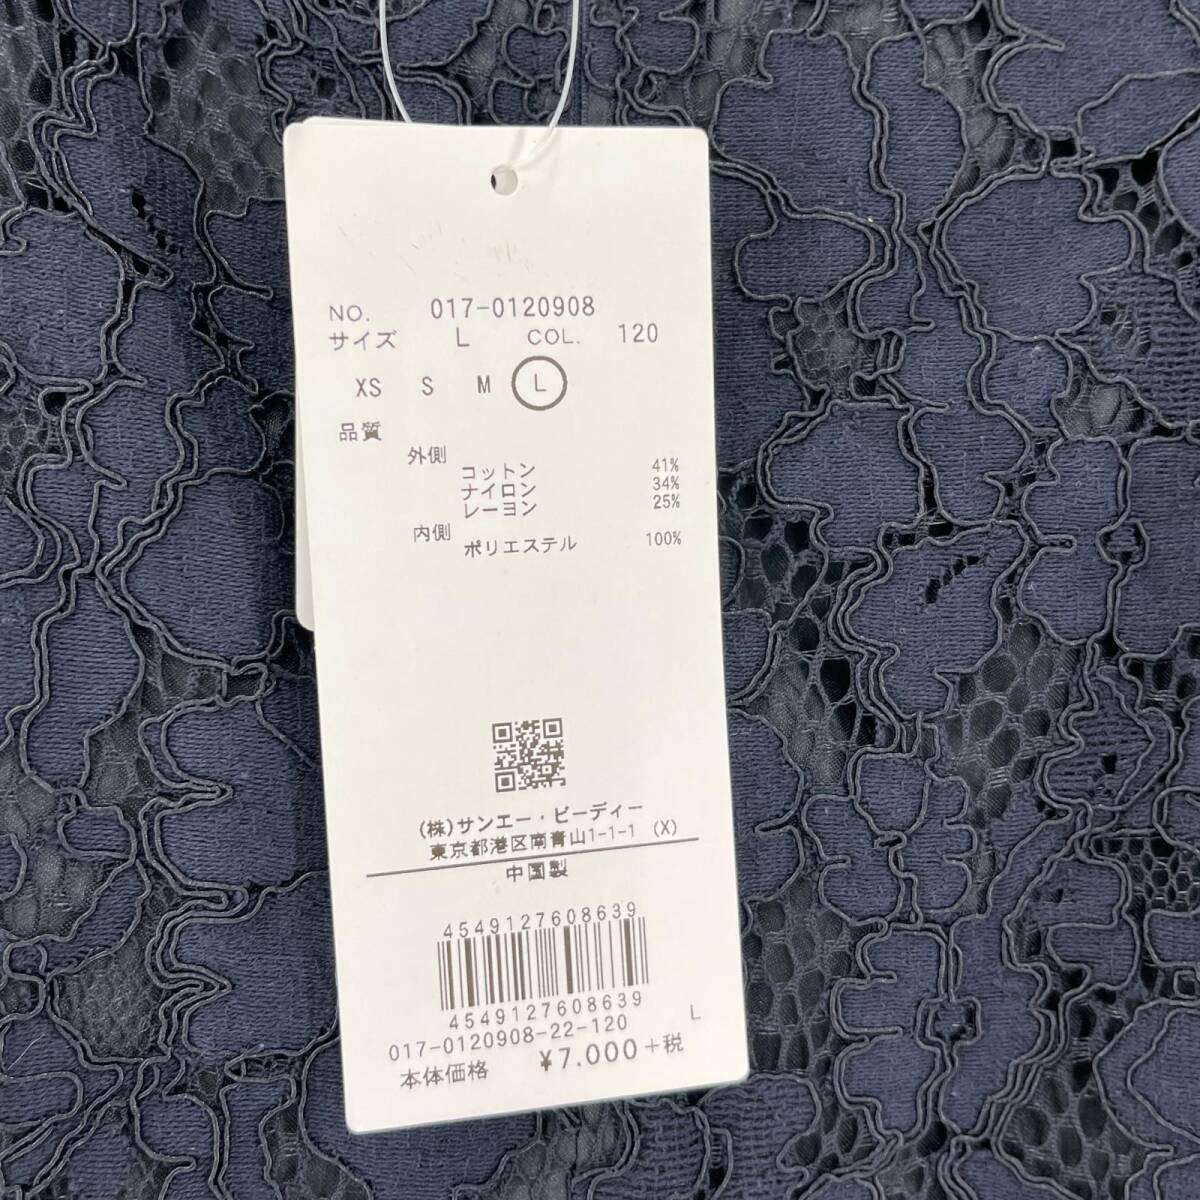 NO. 017-0120908
サイズ L COL. 120
XS S M L
品質
外側
コットン 41%
ナイロン 34%
レーヨン 25%
内側
ポリエステル 100%
(株)サンエー・ビーディー
東京都港区南青山1-1-1 (X)
中国製
4549127608639
4549127608639
017-0120908-22-120 L
本体価格 ¥7.000+税